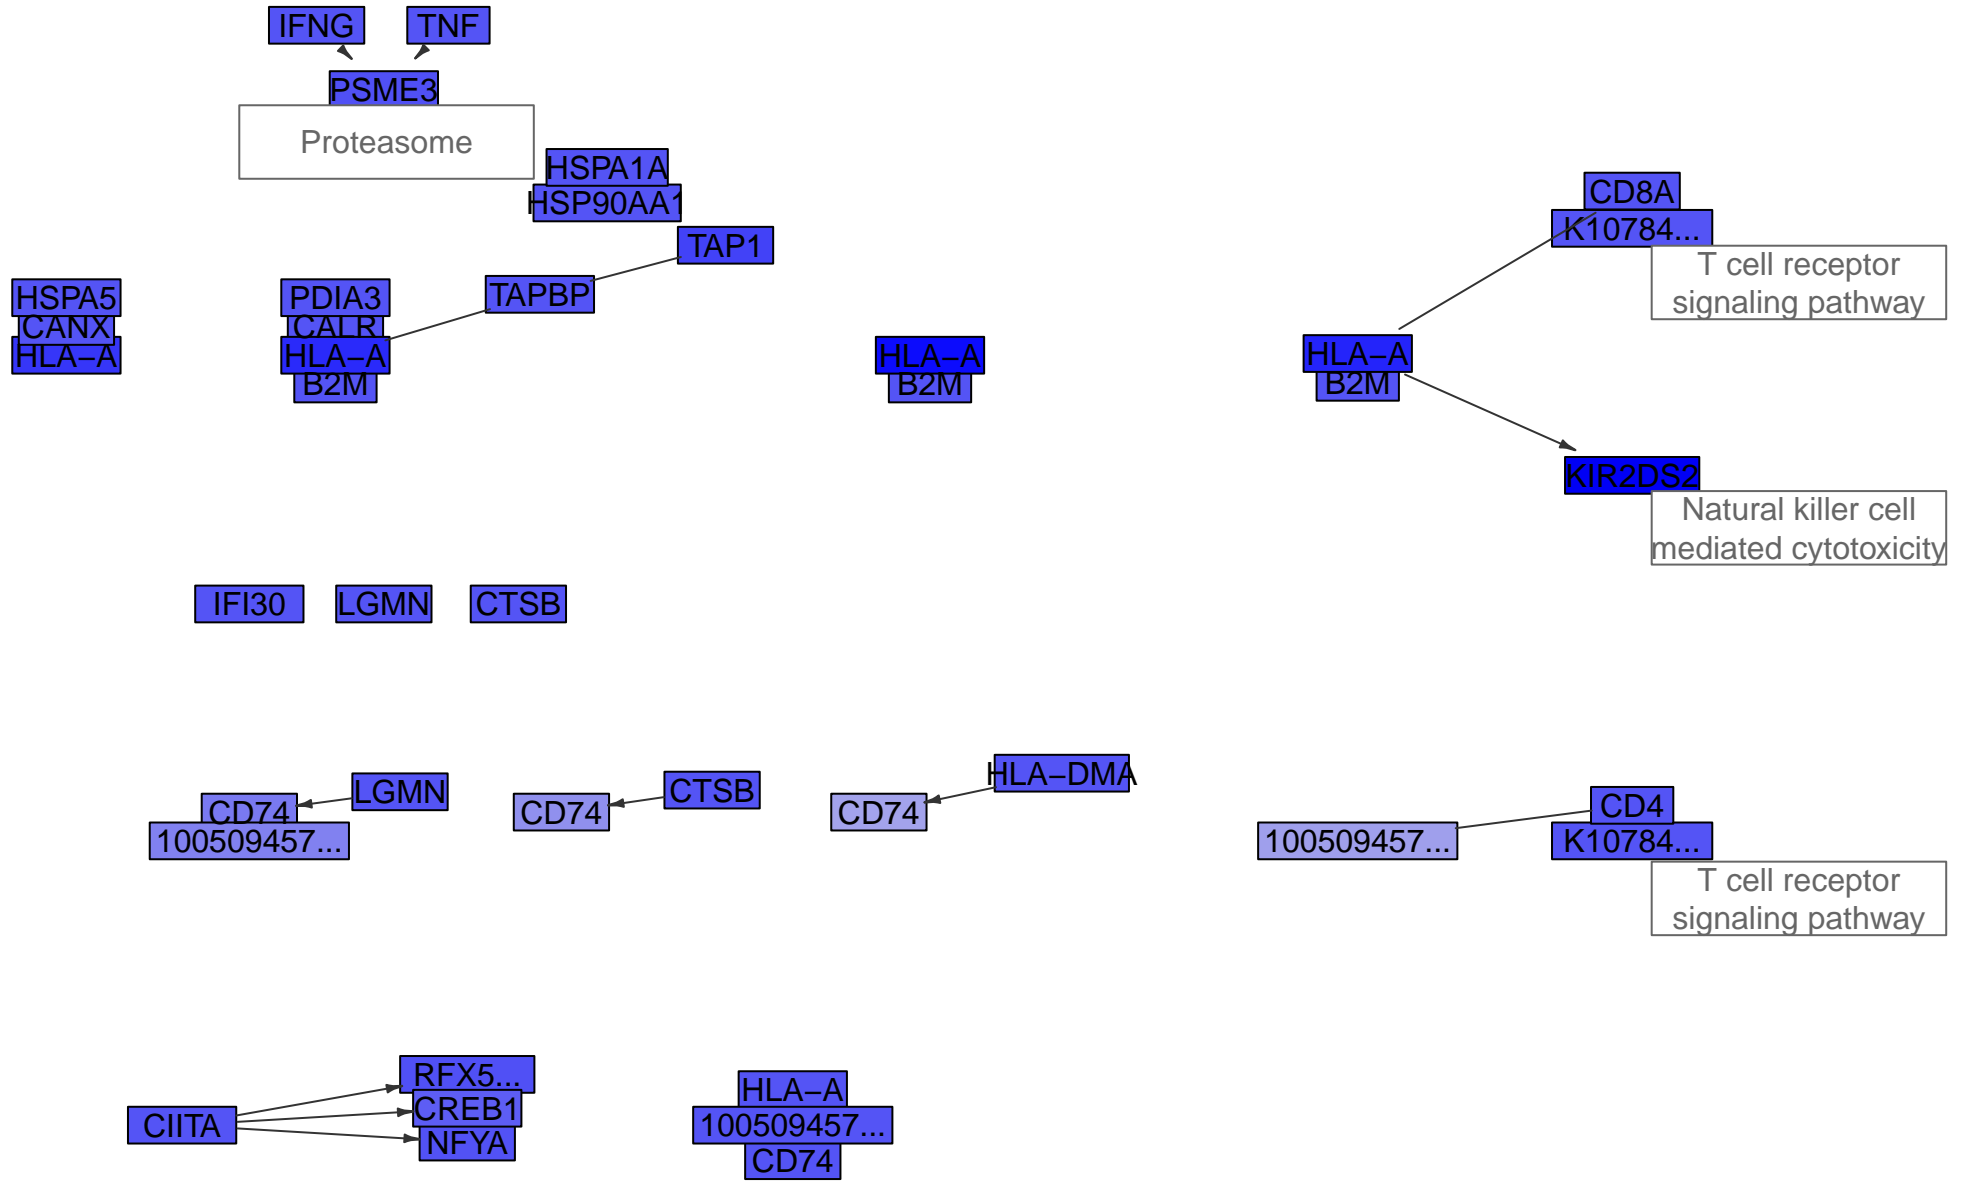 IFNG
TNF
PSME3
Proteasome
HSPA1A
HSP90AA1
TAP1
TAPBP
CD8A
K10784...
T cell receptor
signaling pathway
HSPA5
CANX
HLA−A
PDIA3
CALR
HLA−A
B2M
HLA−A
B2M
HLA−A
B2M
KIR2DS2
Natural killer cell
mediated cytotoxicity
IFI30
LGMN
CTSB
LGMN
CD74
100509457...
CTSB
CD74
HLA−DMA
CD74
CD4
100509457...
K10784...
T cell receptor
signaling pathway
CIITA
RFX5...
CREB1
NFYA
HLA−A
100509457...
CD74